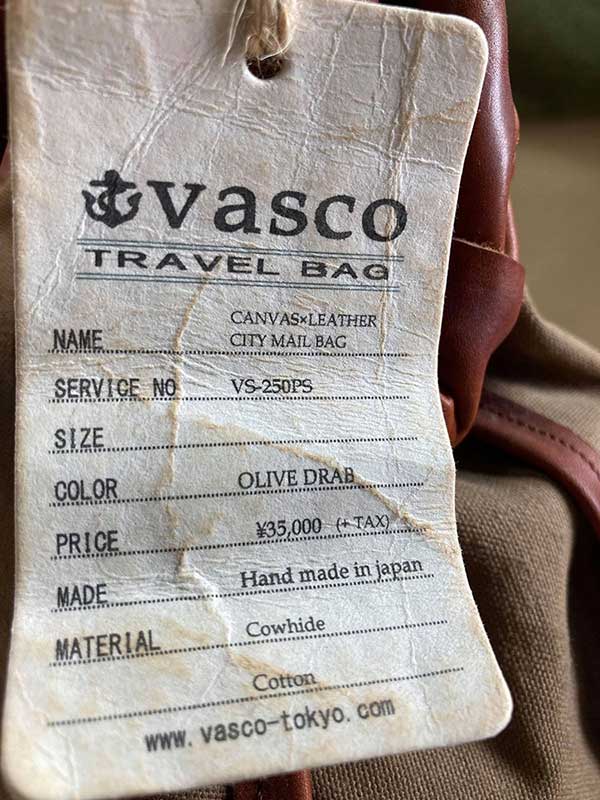 vasco
TRAVEL BAG
NAME CANVAS×LEATHER
CITY MAIL BAG
SERVICE NO VS-250PS
SIZE
COLOR OLIVE DRAB
PRICE ¥35,000 (+ TAX)
MADE Hand made in japan
MATERIAL Cowhide
Cotton
www.vasco-tokyo.com